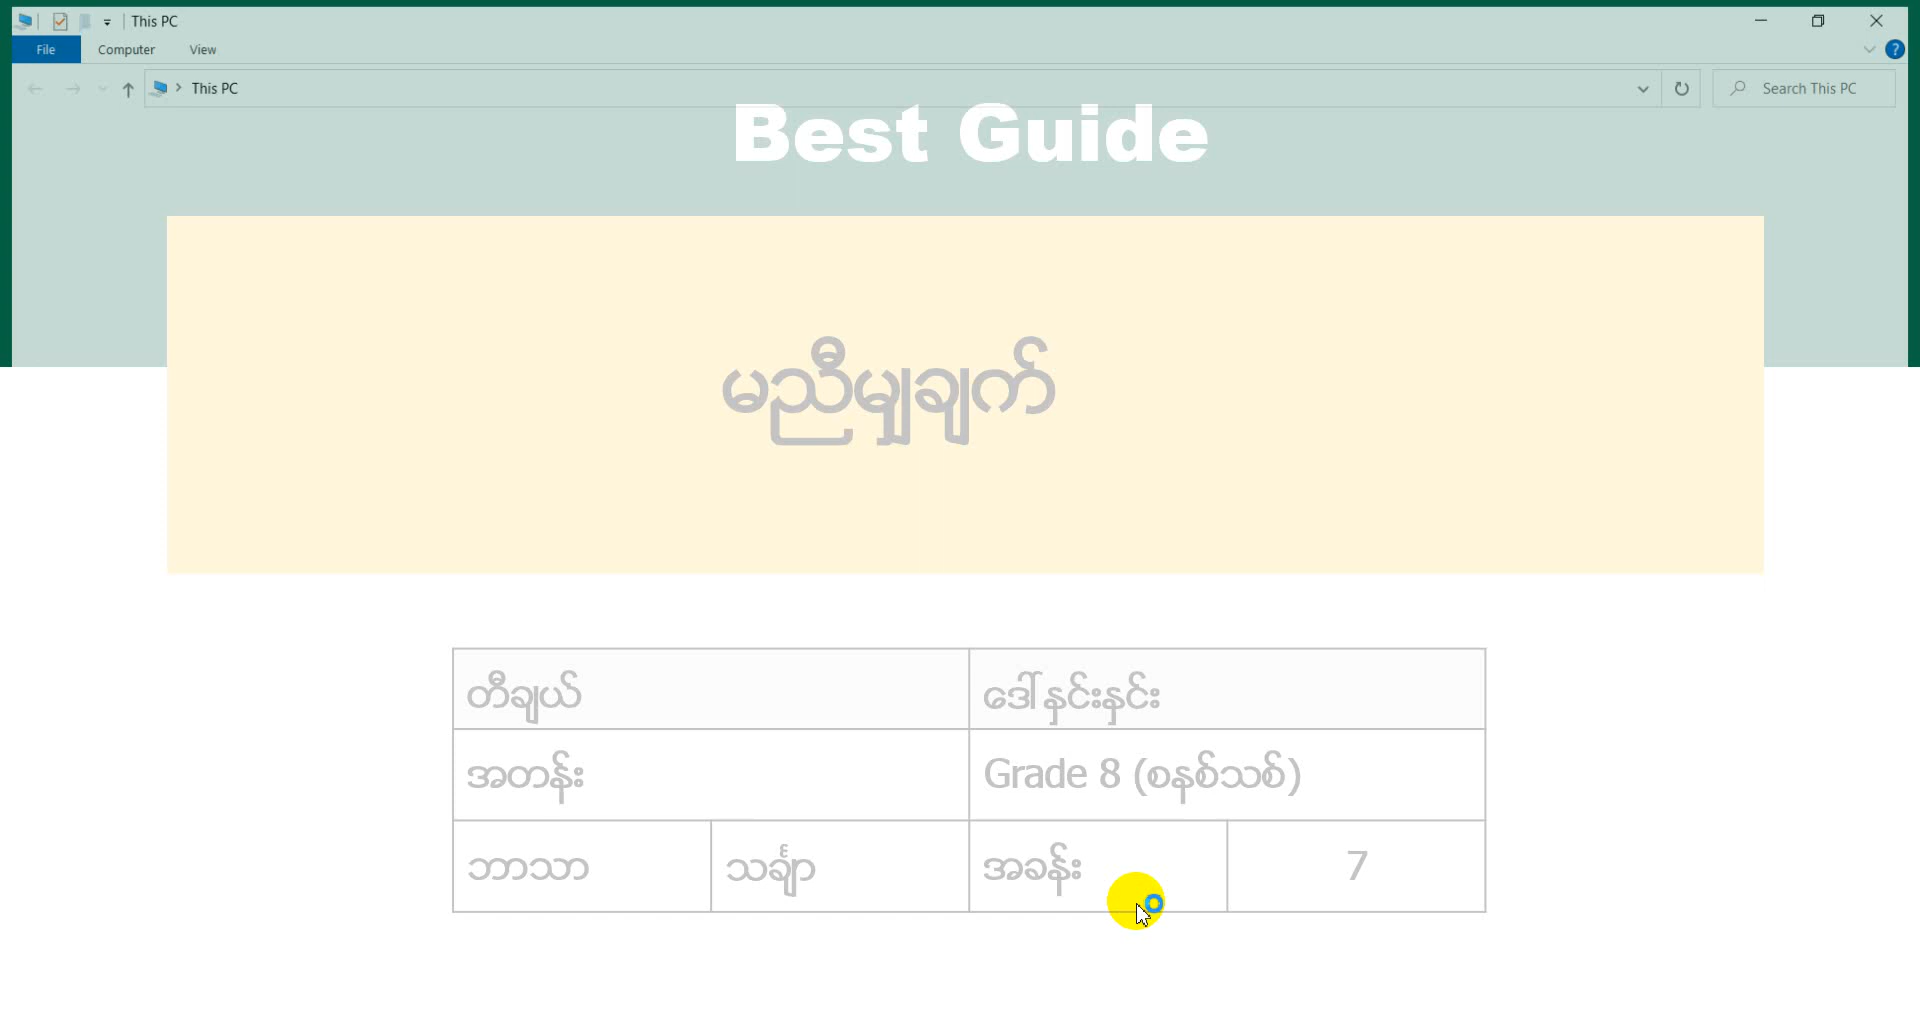 This PC
File Computer View
This PC
Search This PC
Best Guide
မညီမျှချက်
တီချယ် ဒေါ်နှင်းနှင်း
အတန်း Grade 8 (စနစ်သစ်)
ဘာသာ သင်္ချာ အခန်း 7